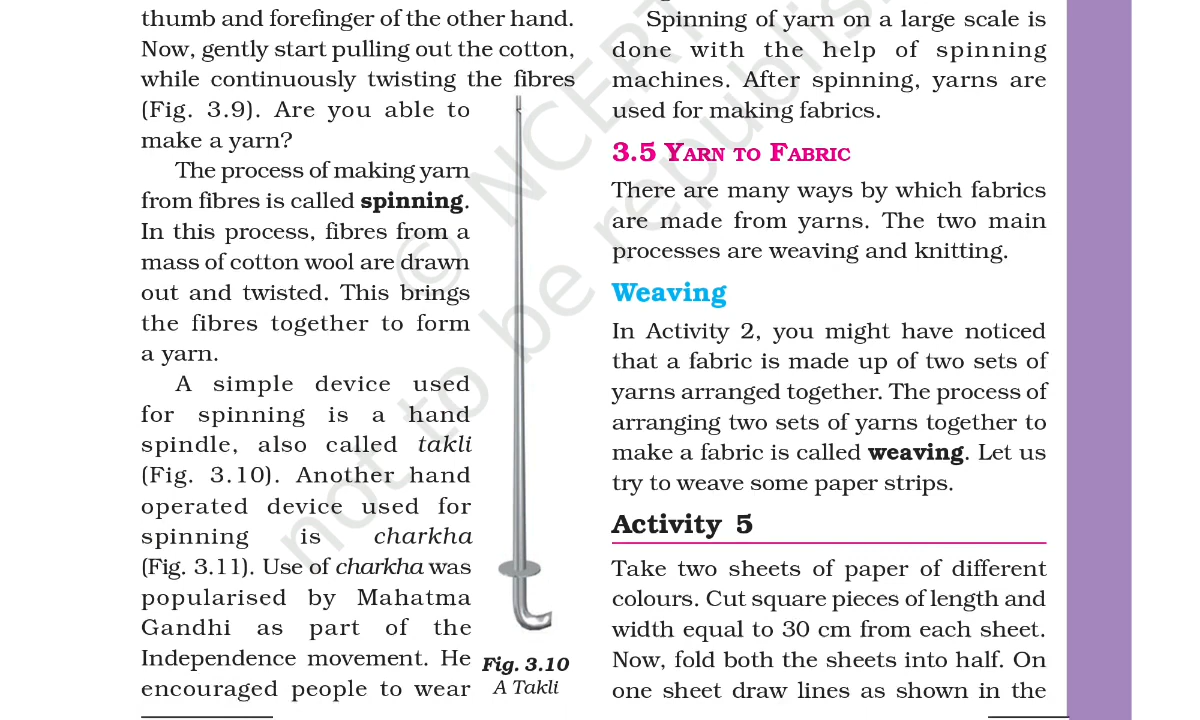 thumb and forefinger of the other hand.
Now, gently start pulling out the cotton,
while continuously twisting the fibres
(Fig. 3.9). Are you able to
make a yarn?
The process of making yarn
from fibres is called spinning.
In this process, fibres from a
mass of cotton wool are drawn
out and twisted. This brings
the fibres together to form
a yarn.
A simple device used
for spinning is a hand
spindle, also called takli
(Fig. 3.10). Another hand
operated device used for
spinning is charkha
(Fig. 3.11). Use of charkha was
popularised by Mahatma
Gandhi as part of the
Independence movement. He
encouraged people to wear
Fig. 3.10
A Takli
Spinning of yarn on a large scale is
done with the help of spinning
machines. After spinning, yarns are
used for making fabrics.
3.5 YARN TO FABRIC
There are many ways by which fabrics
are made from yarns. The two main
processes are weaving and knitting.
Weaving
In Activity 2, you might have noticed
that a fabric is made up of two sets of
yarns arranged together. The process of
arranging two sets of yarns together to
make a fabric is called weaving. Let us
try to weave some paper strips.
Activity 5
Take two sheets of paper of different
colours. Cut square pieces of length and
width equal to 30 cm from each sheet.
Now, fold both the sheets into half. On
one sheet draw lines as shown in the
© NCERT
not to be republish